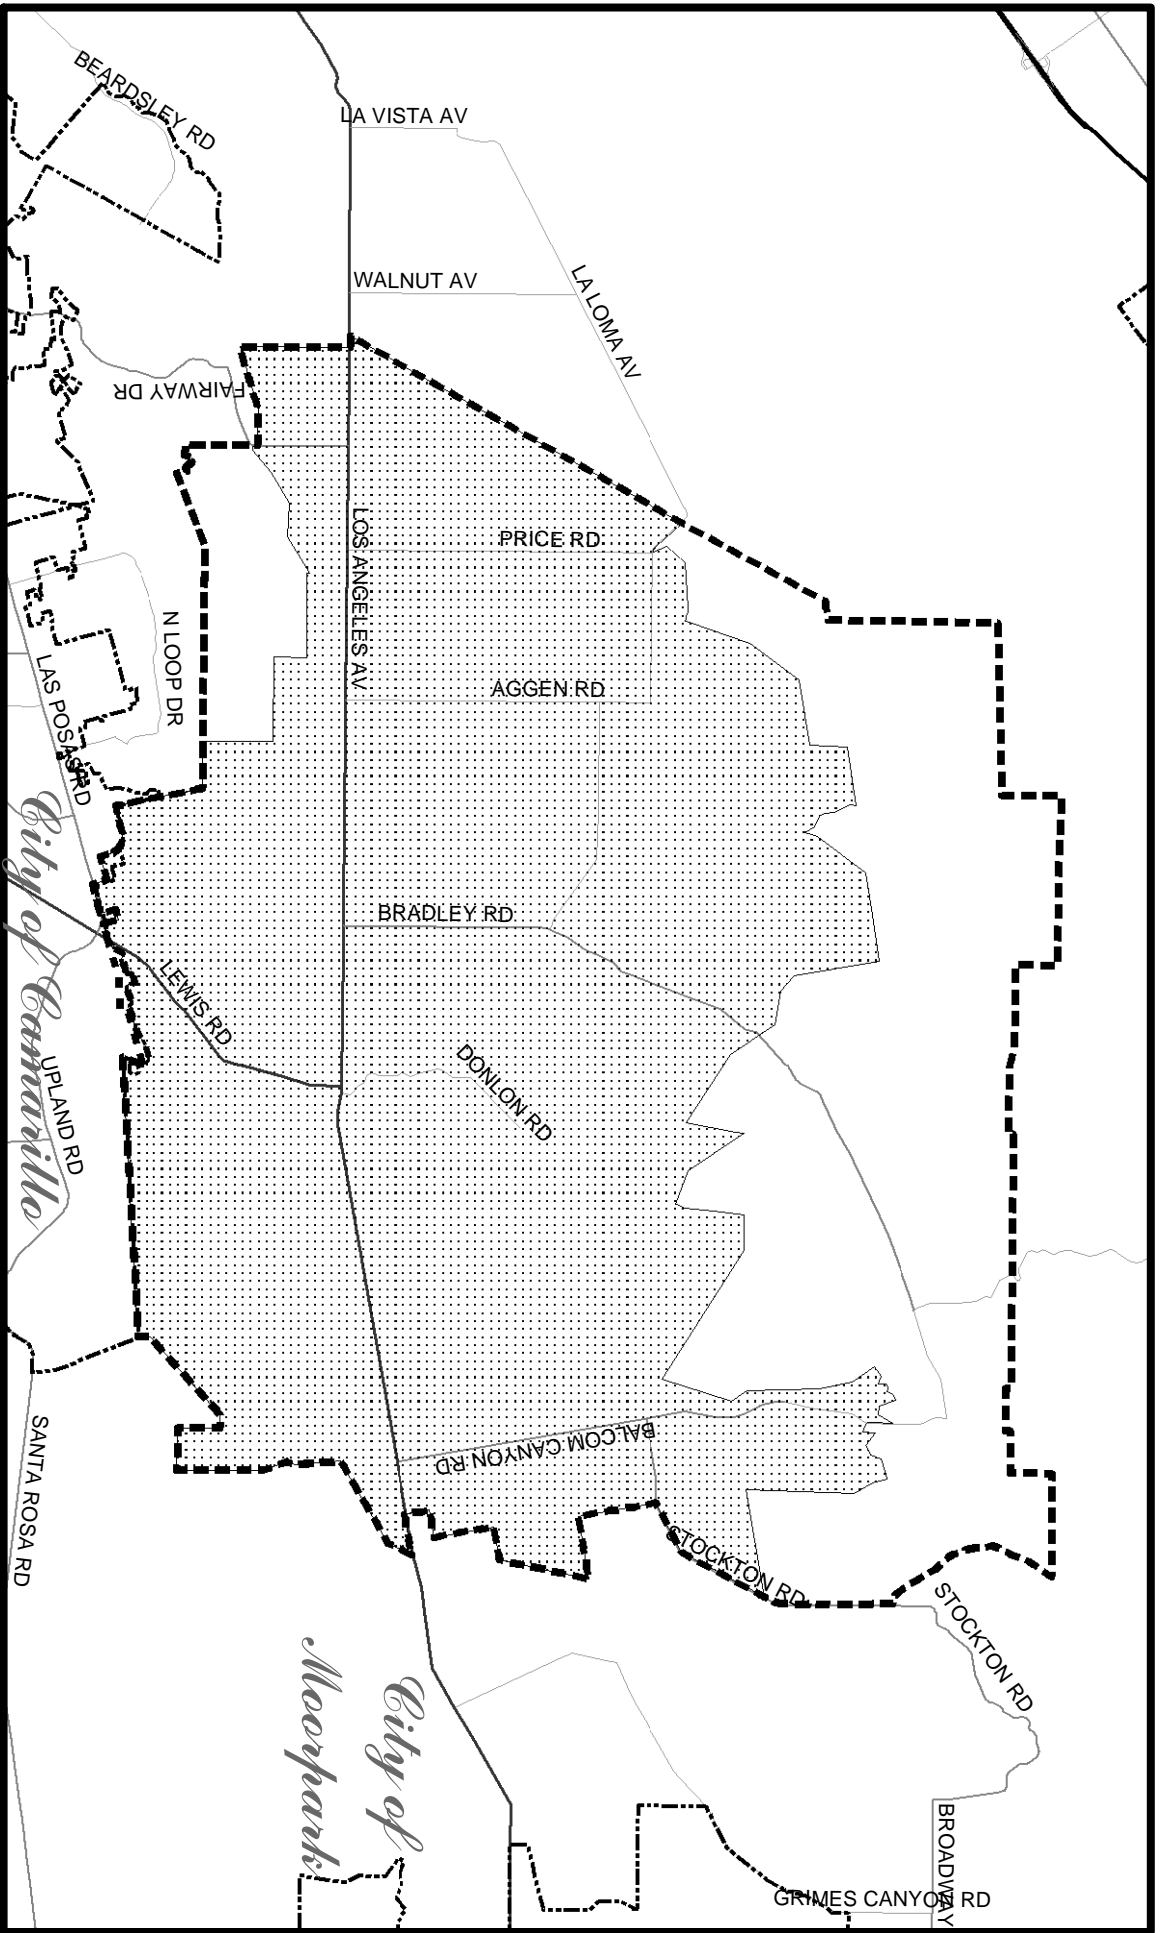 BEARDSLEY RD
LA VISTA AV
WALNUT AV
LA LOMA AV
FAIRWAY DR
LOS ANGELES AV
PRICE RD
N LOOP DR
AGGEN RD
LAS POSAS RD
City of Camarillo
BRADLEY RD
LEWIS RD
UPLAND RD
DONLON RD
BALCOM CANYON RD
SANTA ROSA RD
STOCKTON RD
STOCKTON RD
City of
Moorpark
BROADWAY
GRIMES CANYON RD